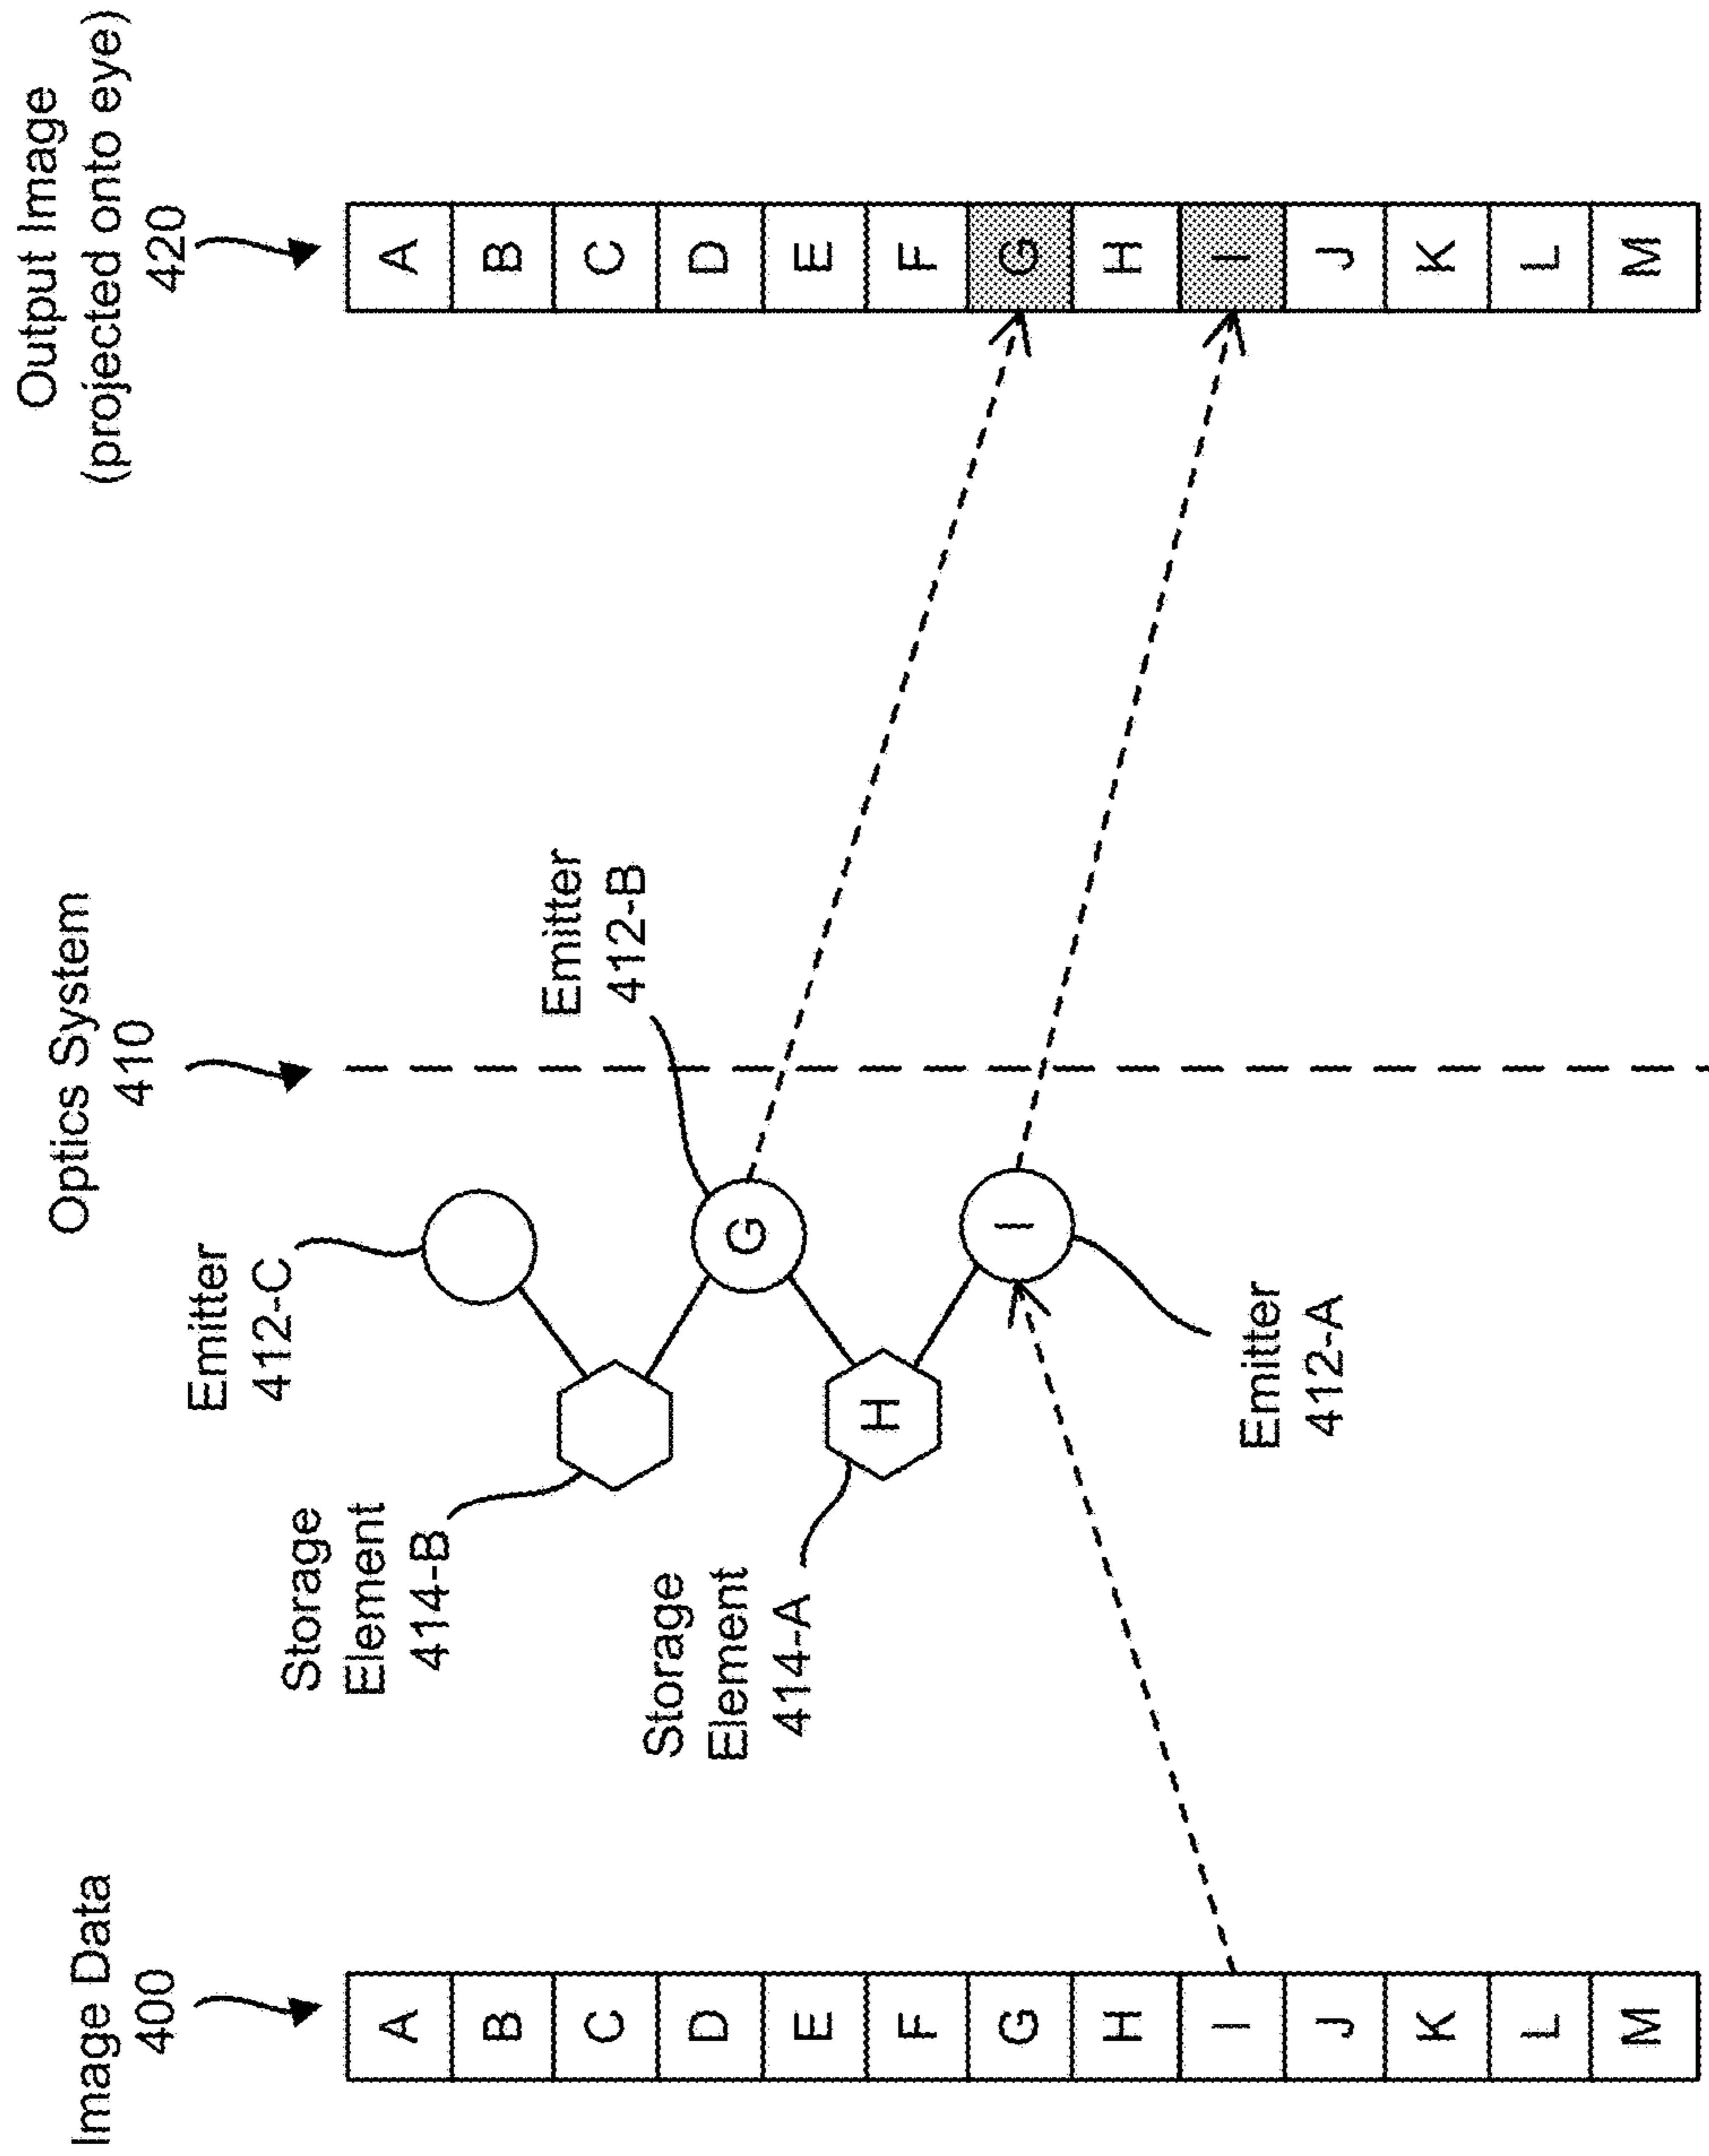 Image Data
400
A
B
C
D
E
F
G
H
I
J
K
L
M
Optics System
410
Emitter
412-C
Storage
Element
414-B
Emitter
412-B
G
Storage
Element
414-A
H
I
Emitter
412-A
Output Image
(projected onto eye)
420
A
B
C
D
E
F
G
H
I
J
K
L
M